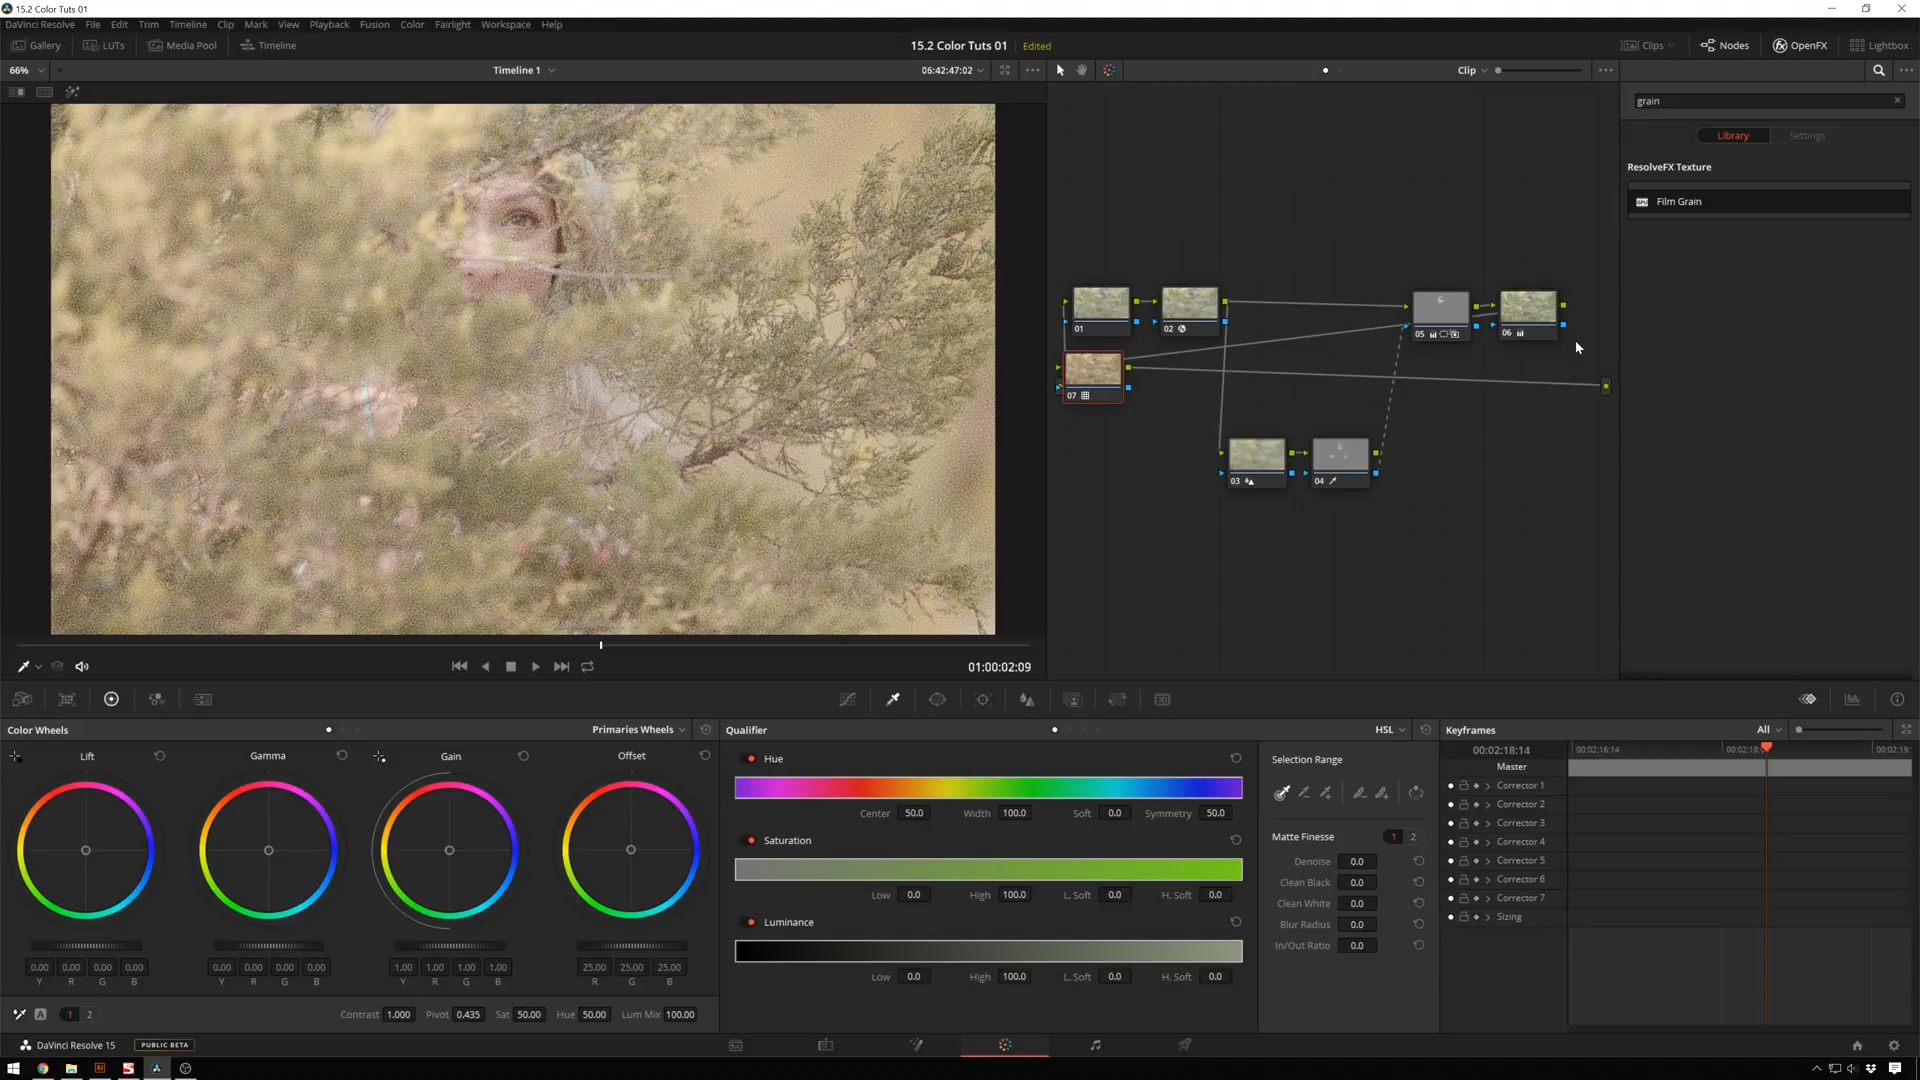 15.2 Color Tuts 01
DaVinci Resolve File Edit Trim Timeline Clip Mark View Playback Fusion Color Fairlight Workspace Help
Gallery LUTs Media Pool Timeline 15.2 Color Tuts 01 Edited Clips Nodes OpenFX Lightbox
66% Timeline 1 06:42:47:02 Clip
grain
Library Settings
ResolveFX Texture
Film Grain
01 02 05 06
07
03 04
01:00:02:09
Color Wheels Primaries Wheels Qualifier HSL Keyframes All
Lift Gamma Gain Offset
Hue
Center 50.0 Width 100.0 Soft 0.0 Symmetry 50.0
Saturation
Low 0.0 High 100.0 L. Soft 0.0 H. Soft 0.0
Luminance
Low 0.0 High 100.0 L. Soft 0.0 H. Soft 0.0
Selection Range
Matte Finesse 1 2
Denoise 0.0
Clean Black 0.0
Clean White 0.0
Blur Radius 0.0
In/Out Ratio 0.0
00:02:18:14 00:02:16:14 00:02:18: 00:02:19:
Master
Corrector 1
Corrector 2
Corrector 3
Corrector 4
Corrector 5
Corrector 6
Corrector 7
Sizing
0.00 0.00 0.00 0.00 0.00 0.00 0.00 0.00 1.00 1.00 1.00 1.00 25.00 25.00 25.00
Y R G B Y R G B Y R G B R G B
A 1 2 Contrast 1.000 Pivot 0.435 Sat 50.00 Hue 50.00 Lum Mix 100.00
DaVinci Resolve 15 PUBLIC BETA